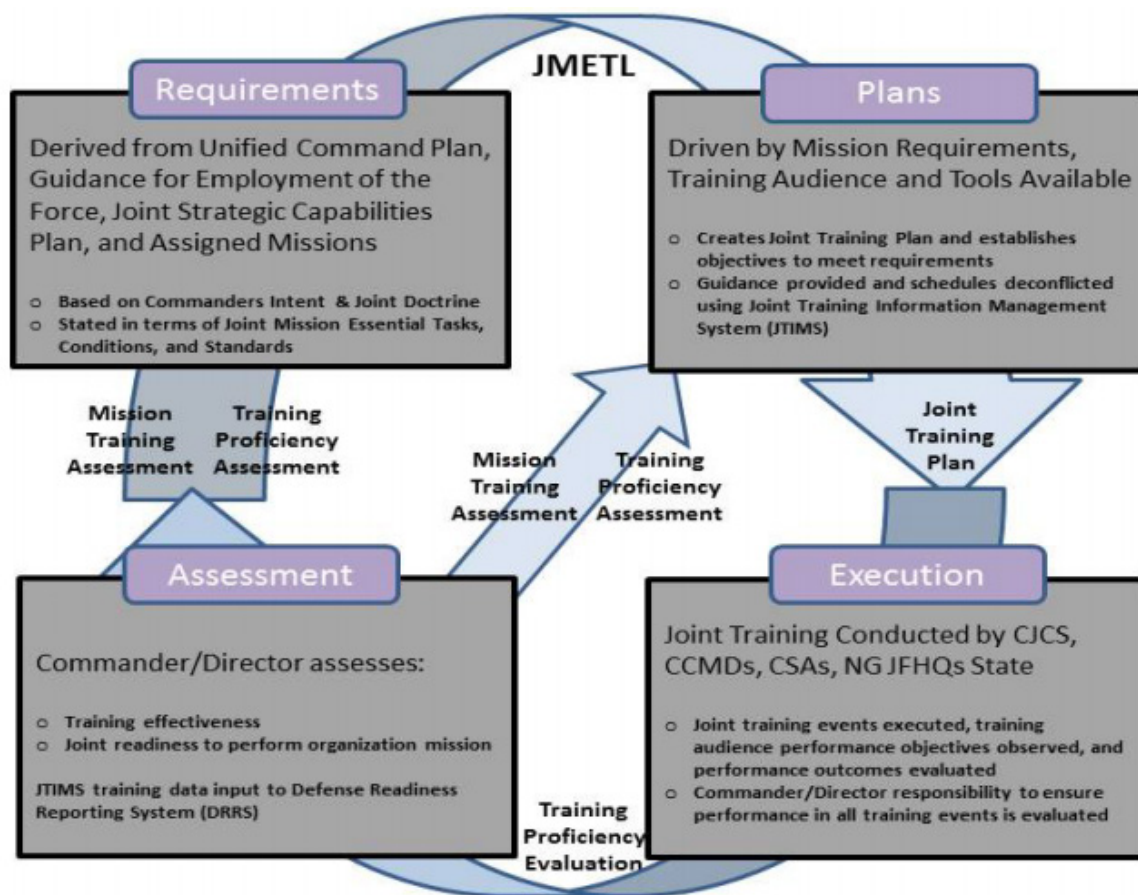 JMETL
Requirements
Derived from Unified Command Plan,
Guidance for Employment of the
Force, Joint Strategic Capabilities
Plan, and Assigned Missions
o Based on Commanders Intent & Joint Doctrine
o Stated in terms of Joint Mission Essential Tasks,
Conditions, and Standards
Plans
Driven by Mission Requirements,
Training Audience and Tools Available
o Creates Joint Training Plan and establishes
objectives to meet requirements
o Guidance provided and schedules deconflicted
using Joint Training Information Management
System (JTIMS)
Mission
Training
Assessment
Training
Proficiency
Assessment
Mission
Training
Assessment
Training
Proficiency
Assessment
Joint
Training
Plan
Assessment
Commander/Director assesses:
o Training effectiveness
o Joint readiness to perform organization mission
JTIMS training data input to Defense Readiness
Reporting System (DRRS)
Execution
Joint Training Conducted by CJCS,
CCMDs, CSAs, NG JFHQs State
o Joint training events executed, training
audience performance objectives observed, and
performance outcomes evaluated
o Commander/Director responsibility to ensure
performance in all training events is evaluated
Training
Proficiency
Evaluation